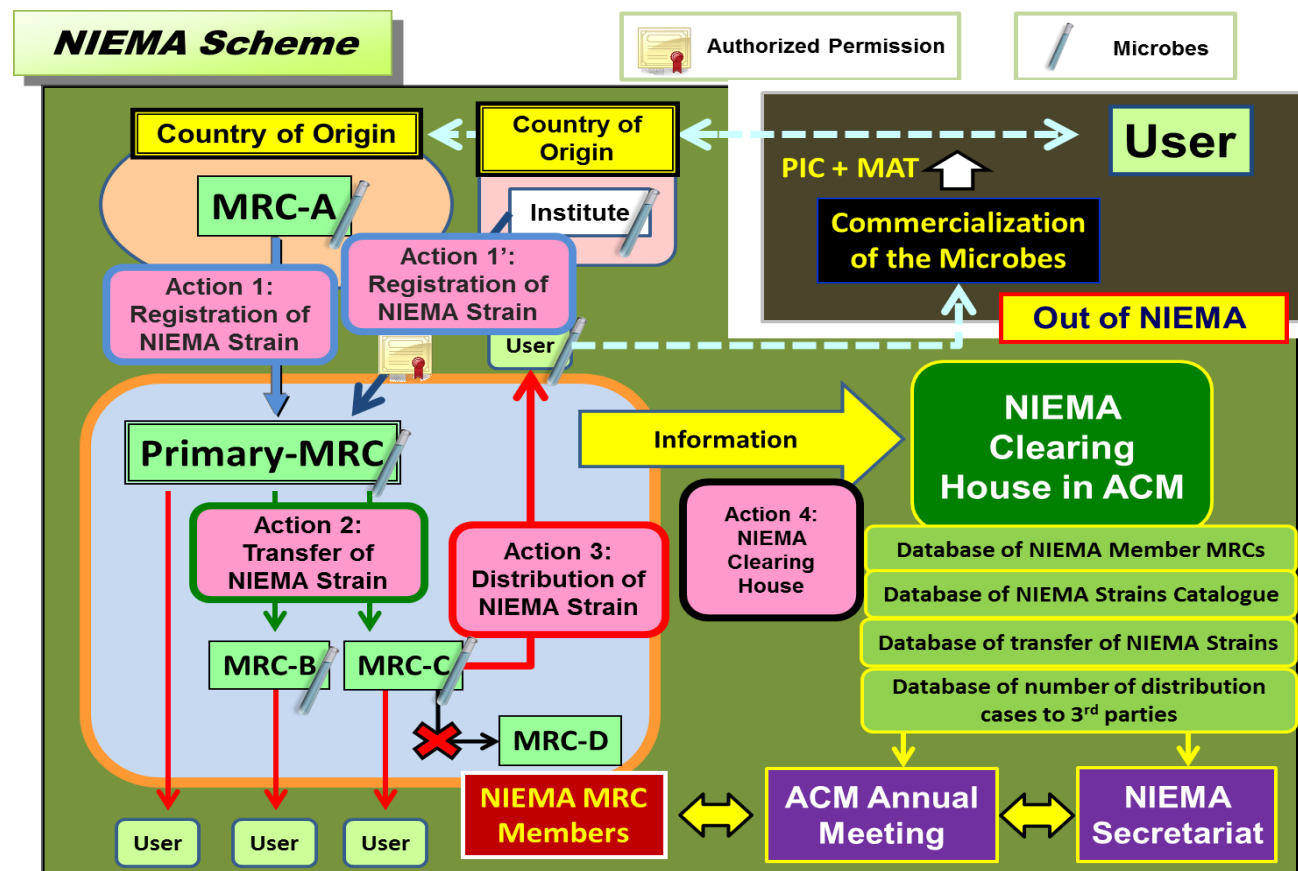 NIEMA Scheme
Authorized Permission
Microbes
Country of Origin
Country of
Origin
User
PIC + MAT
MRC-A
Institute
Commercialization
of the Microbes
Action 1:
Registration of
NIEMA Strain
Action 1’:
Registration of
NIEMA Strain
Out of NIEMA
User
Primary-MRC
Information
NIEMA
Clearing
House in ACM
Action 2:
Transfer of
NIEMA Strain
Action 3:
Distribution of
NIEMA Strain
Action 4:
NIEMA
Clearing
House
Database of NIEMA Member MRCs
Database of NIEMA Strains Catalogue
Database of transfer of NIEMA Strains
Database of number of distribution
cases to 3rd parties
MRC-B
MRC-C
MRC-D
NIEMA MRC
Members
ACM Annual
Meeting
NIEMA
Secretariat
User
User
User